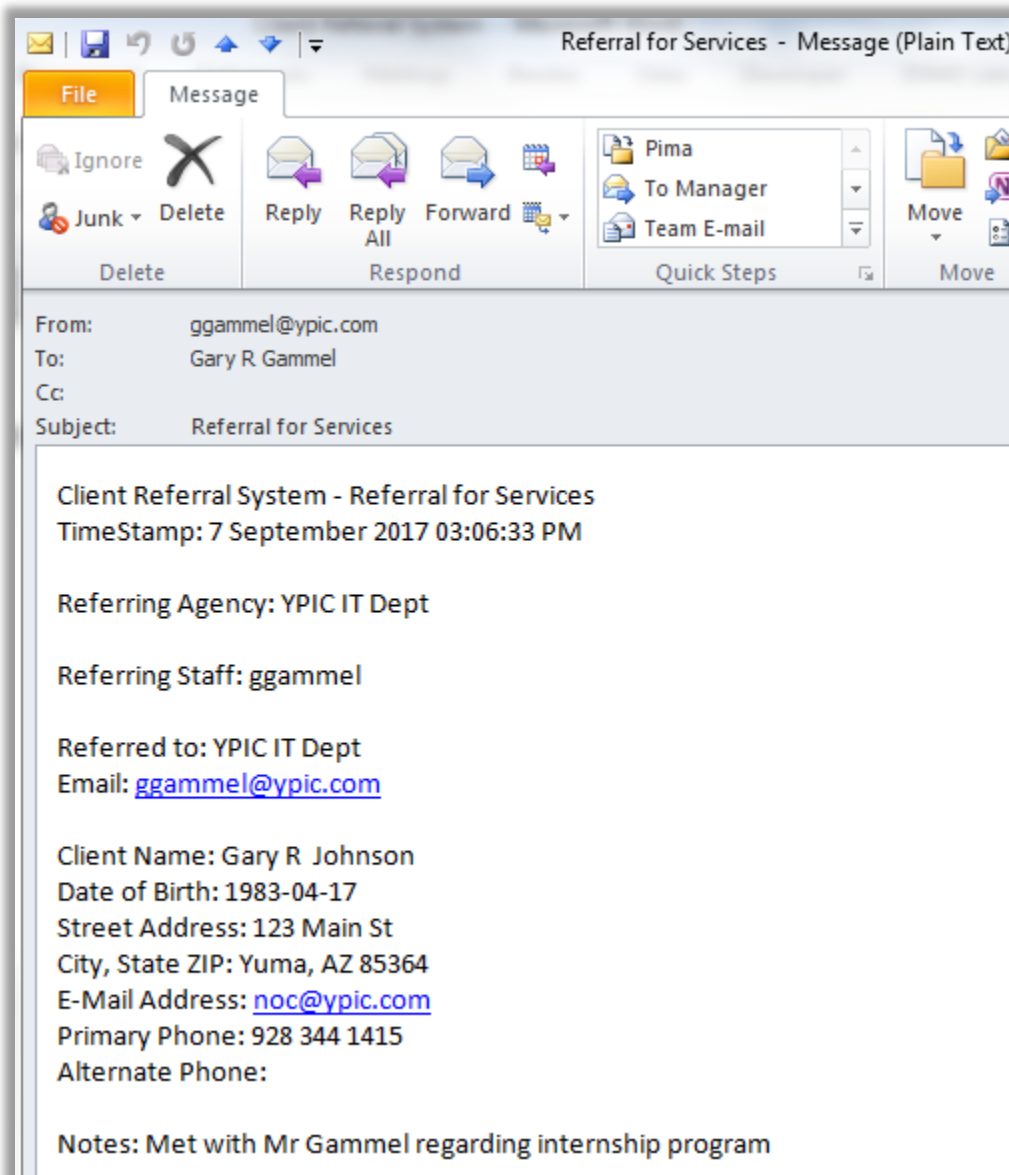 Referral for Services - Message (Plain Text)
File Message
Ignore
Junk
Delete
Reply
Reply All
Forward
Pima
To Manager
Team E-mail
Move
Delete Respond Quick Steps Move
From: ggammel@ypic.com
To: Gary R Gammel
Cc:
Subject: Referral for Services
Client Referral System - Referral for Services
TimeStamp: 7 September 2017 03:06:33 PM
Referring Agency: YPIC IT Dept
Referring Staff: ggammel
Referred to: YPIC IT Dept
Email: ggammel@ypic.com
Client Name: Gary R  Johnson
Date of Birth: 1983-04-17
Street Address: 123 Main St
City, State ZIP: Yuma, AZ 85364
E-Mail Address: noc@ypic.com
Primary Phone: 928 344 1415
Alternate Phone:
Notes: Met with Mr Gammel regarding internship program